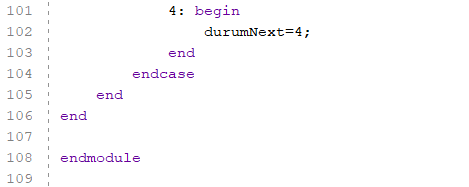 101 4: begin
102 durumNext=4;
103 end
104 endcase
105 end
106 end
107
108 endmodule
109